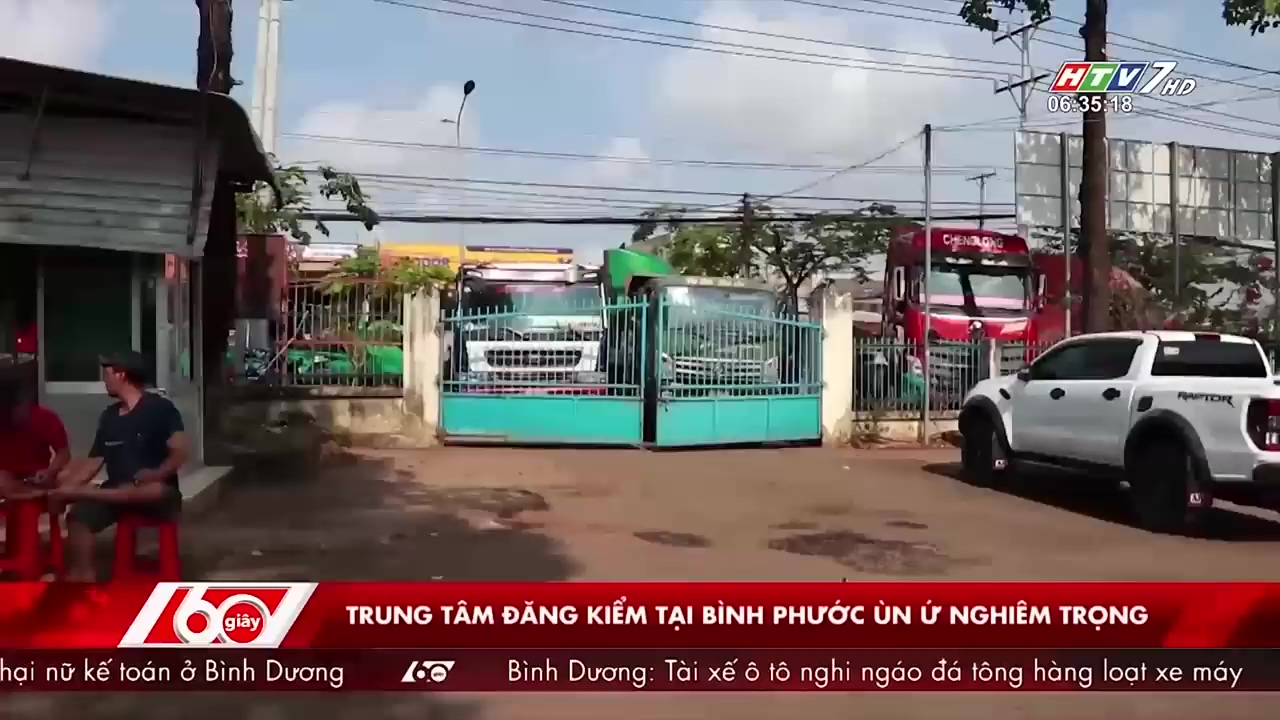 HTV7 HD
06:35:18
CHENGLONG
RAPTOR
60 giây
TRUNG TÂM ĐĂNG KIỂM TẠI BÌNH PHƯỚC ÙN Ứ NGHIÊM TRỌNG
hại nữ kế toán ở Bình Dương 60 giây Bình Dương: Tài xế ô tô nghi ngáo đá tông hàng loạt xe máy